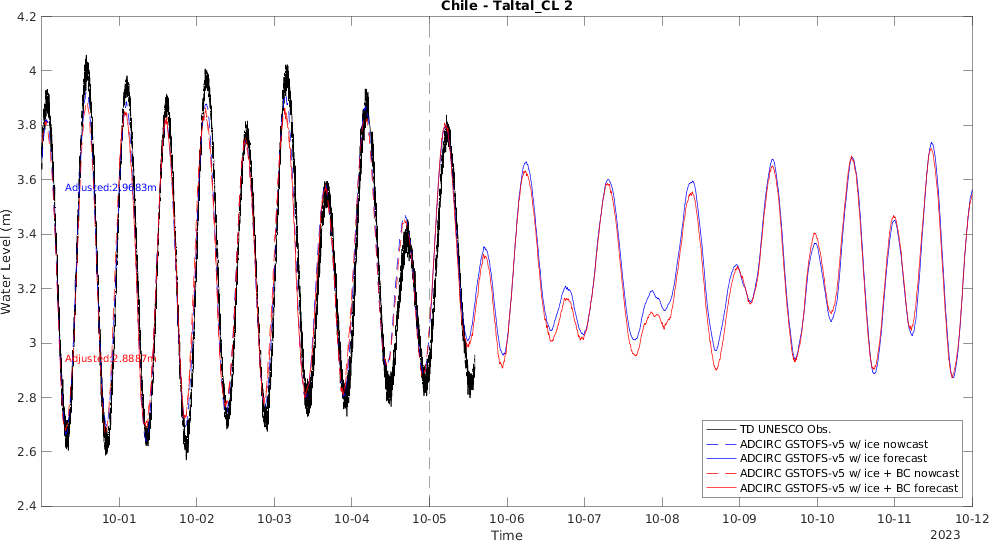 Chile - Taltal_CL 2
4.2
4
3.8
3.6
3.4
3.2
3
2.8
2.6
2.4
Water Level (m)
Adjusted:2.9683m
Adjusted:2.8887m
TD UNESCO Obs.
ADCIRC GSTOFS-v5 w/ ice nowcast
ADCIRC GSTOFS-v5 w/ ice forecast
ADCIRC GSTOFS-v5 w/ ice + BC nowcast
ADCIRC GSTOFS-v5 w/ ice + BC forecast
10-01 10-02 10-03 10-04 10-05 10-06 10-07 10-08 10-09 10-10 10-11 10-12
Time
2023